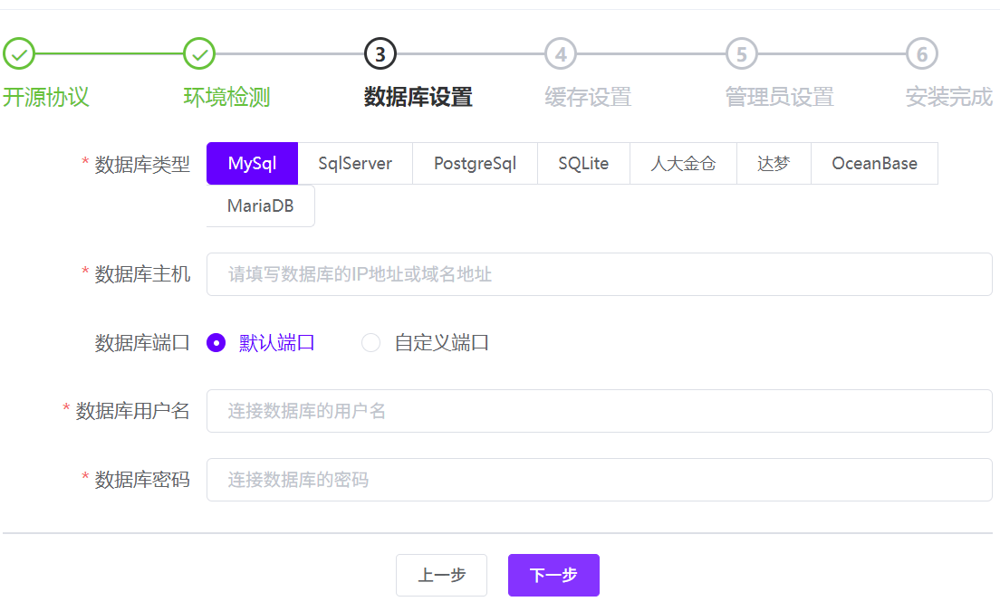 3 4 5 6
开源协议 环境检测 数据库设置 缓存设置 管理员设置 安装完成
* 数据库类型 MySql SqlServer PostgreSql SQLite 人大金仓 达梦 OceanBase
MariaDB
* 数据库主机 请填写数据库的IP地址或域名地址
数据库端口 默认端口 自定义端口
* 数据库用户名 连接数据库的用户名
* 数据库密码 连接数据库的密码
上一步 下一步